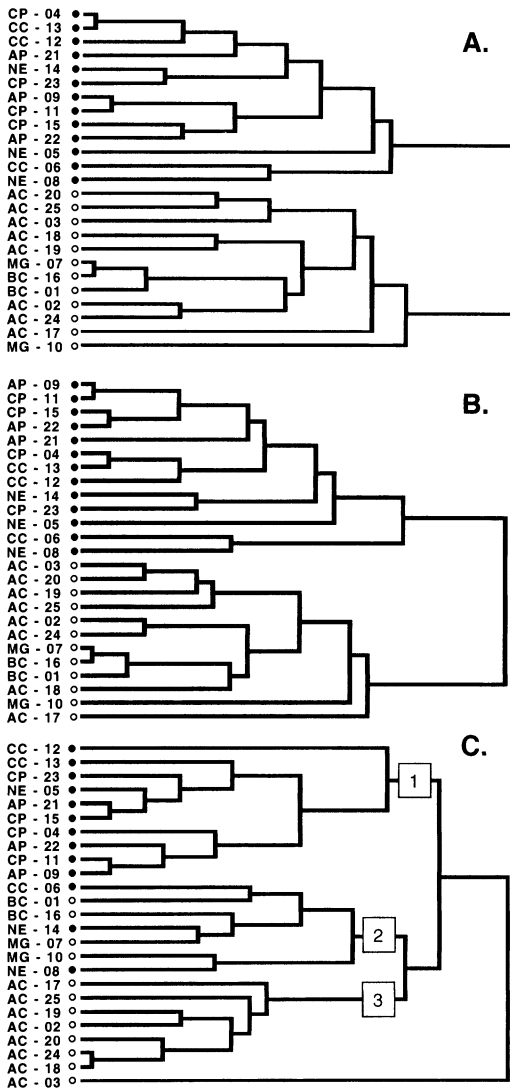 A.
CP - 04
CC - 13
CC - 12
AP - 21
NE - 14
CP - 23
AP - 09
CP - 11
CP - 15
AP - 22
NE - 05
CC - 06
NE - 08
AC - 20
AC - 25
AC - 03
AC - 18
AC - 19
MG - 07
BC - 16
BC - 01
AC - 02
AC - 24
AC - 17
MG - 10
B.
AP - 09
CP - 11
CP - 15
AP - 22
AP - 21
CP - 04
CC - 13
CC - 12
NE - 14
CP - 23
NE - 05
CC - 06
NE - 08
AC - 03
AC - 20
AC - 19
AC - 25
AC - 02
AC - 24
MG - 07
BC - 16
BC - 01
AC - 18
MG - 10
AC - 17
C.
CC - 12
CC - 13
CP - 23
NE - 05
AP - 21
CP - 15
CP - 04
AP - 22
CP - 11
AP - 09
CC - 06
BC - 01
BC - 16
NE - 14
MG - 07
MG - 10
NE - 08
AC - 17
AC - 25
AC - 19
AC - 02
AC - 20
AC - 24
AC - 18
AC - 03
1
2
3